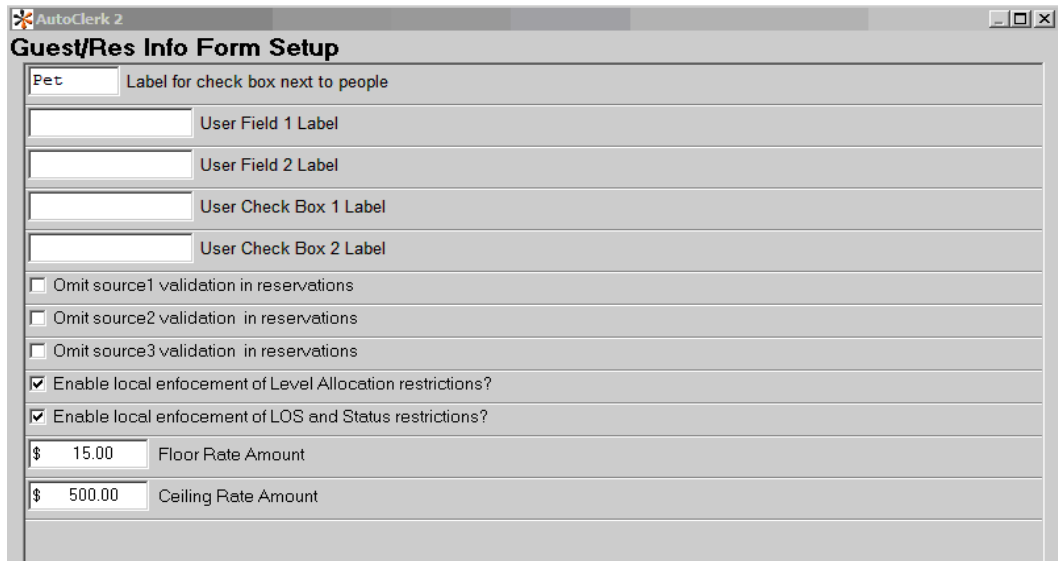 AutoClerk 2
Guest/Res Info Form Setup
Pet Label for check box next to people
User Field 1 Label
User Field 2 Label
User Check Box 1 Label
User Check Box 2 Label
Omit source1 validation in reservations
Omit source2 validation in reservations
Omit source3 validation in reservations
Enable local enfocement of Level Allocation restrictions?
Enable local enfocement of LOS and Status restrictions?
$ 15.00 Floor Rate Amount
$ 500.00 Ceiling Rate Amount